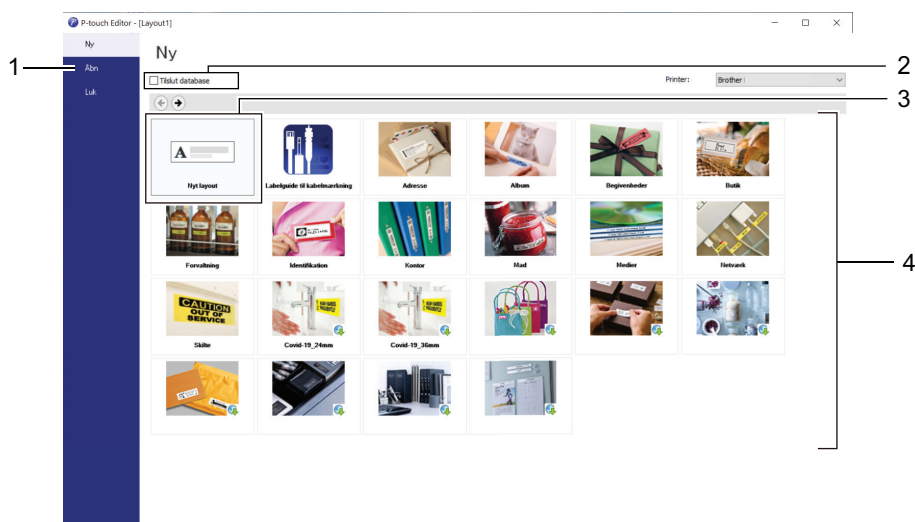 P-touch Editor - [Layout1]
Ny
Åbn
Luk
Ny
Tilslut database
Printer:
Brother
1
2
3
4
A
Nyt layout
Labelguide til kabelmærkning
Adresse
Album
Begivenheder
Butik
Forvaltning
Identifikation
Kontor
Mad
Medier
Netværk
CAUTION
OUT OF
SERVICE
Skilte
Covid-19_24mm
Covid-19_36mm